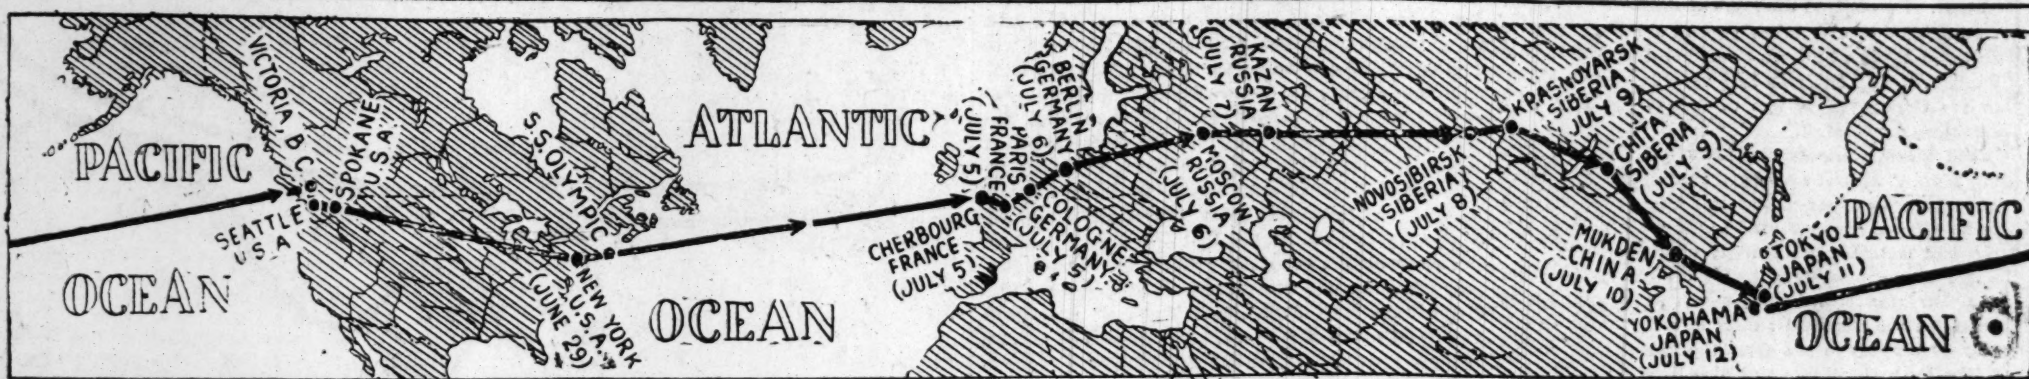 PACIFIC
OCEAN
VICTORIA, B.C.
SEATTLE
U.S.A
SPOKANE
U.S.A.
S.S. OLYMPIC
NEW YORK
U.S.A.
(JUNE 29)
ATLANTIC
OCEAN
CHERBOURG
FRANCE
(JULY 5)
PARIS
FRANCE
(JULY 5)
COLOGNE
GERMANY
(JULY 5)
BERLIN
GERMANY
(JULY 6)
MOSCOW
RUSSIA
(JULY 6)
KAZAN
RUSSIA
(JULY 7)
NOVOSIBIRSK
SIBERIA
(JULY 8)
KRASNOYARSK
SIBERIA
JULY 9)
CHITA
SIBERIA
(JULY 9)
MUKDEN
CHINA
(JULY 10)
TOKYO
JAPAN
(JULY 11)
YOKOHAMA
JAPAN
(JULY 12)
PACIFIC
OCEAN